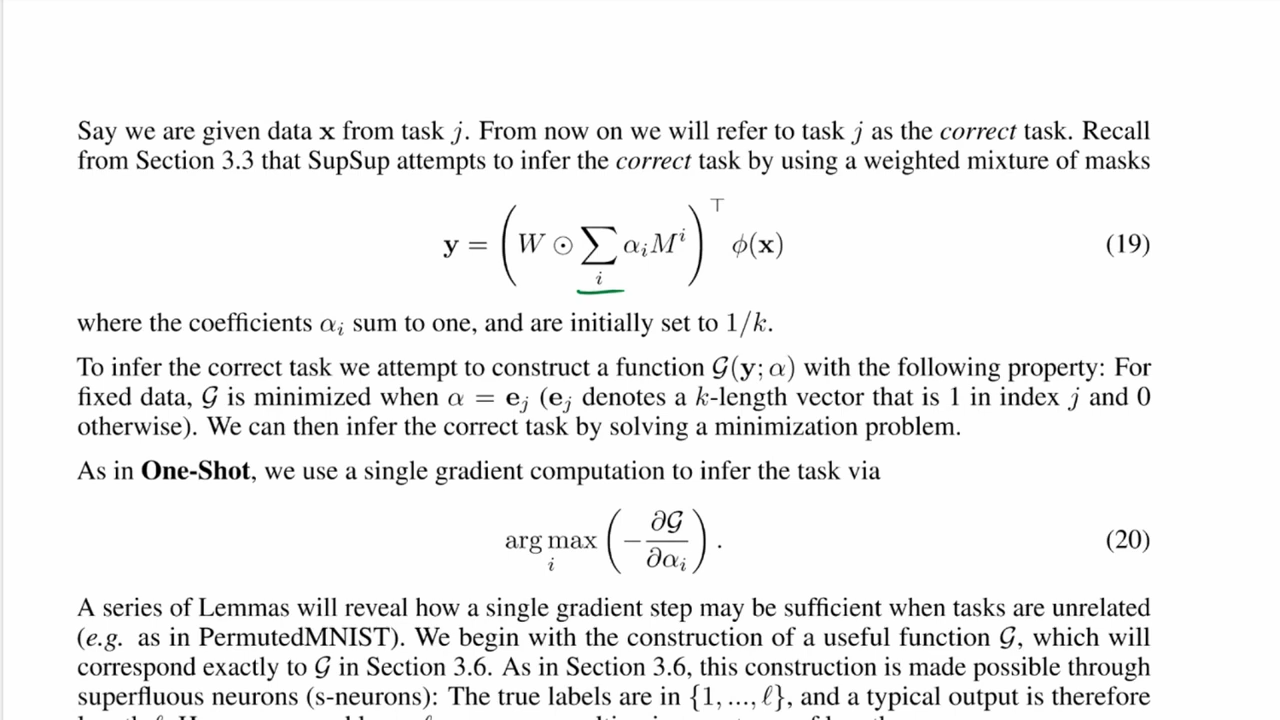 Say we are given data x from task j. From now on we will refer to task j as the correct task. Recall
from Section 3.3 that SupSup attempts to infer the correct task by using a weighted mixture of masks
y = (W ⊙ ∑_i α_i M^i)^⊤ φ(x) (19)
where the coefficients α_i sum to one, and are initially set to 1/k.
To infer the correct task we attempt to construct a function 𝒢(y; α) with the following property: For
fixed data, 𝒢 is minimized when α = e_j (e_j denotes a k-length vector that is 1 in index j and 0
otherwise). We can then infer the correct task by solving a minimization problem.
As in One-Shot, we use a single gradient computation to infer the task via
arg max_i (−∂𝒢/∂α_i). (20)
A series of Lemmas will reveal how a single gradient step may be sufficient when tasks are unrelated
(e.g. as in PermutedMNIST). We begin with the construction of a useful function 𝒢, which will
correspond exactly to 𝒢 in Section 3.6. As in Section 3.6, this construction is made possible through
superfluous neurons (s-neurons): The true labels are in {1, ..., ℓ}, and a typical output is therefore